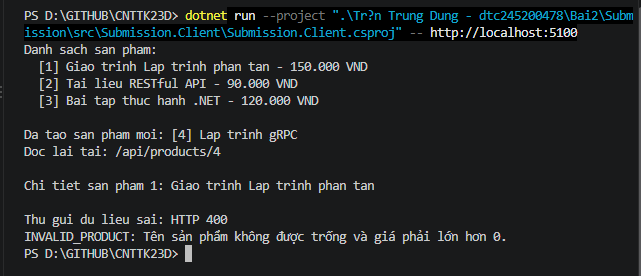 PS D:\GITHUB\CNTTK23D> dotnet run --project ".\Tr?n Trung Dung - dtc245200478\Bai2\Sub
mission\src\Submission.Client\Submission.Client.csproj" -- http://localhost:5100
Danh sach san pham:
[1] Giao trinh Lap trinh phan tan - 150.000 VND
[2] Tai lieu RESTful API - 90.000 VND
[3] Bai tap thuc hanh .NET - 120.000 VND
Da tao san pham moi: [4] Lap trinh gRPC
Doc lai tai: /api/products/4
Chi tiet san pham 1: Giao trinh Lap trinh phan tan
Thu gui du lieu sai: HTTP 400
INVALID_PRODUCT: Tên sản phẩm không được trống và giá phải lớn hơn 0.
PS D:\GITHUB\CNTTK23D>